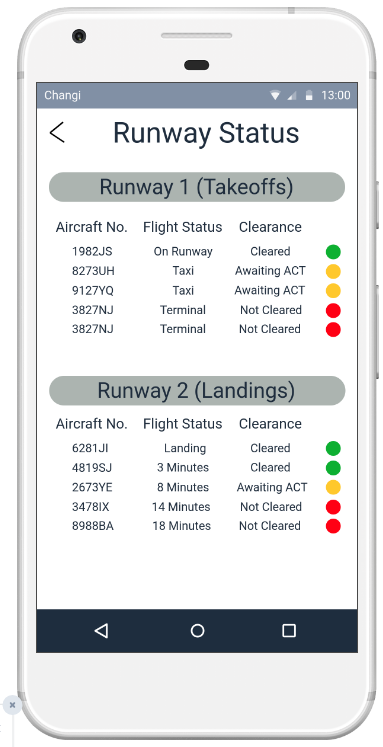 Changi 13:00
Runway Status
Runway 1 (Takeoffs)
Aircraft No. Flight Status Clearance
1982JS On Runway Cleared
8273UH Taxi Awaiting ACT
9127YQ Taxi Awaiting ACT
3827NJ Terminal Not Cleared
3827NJ Terminal Not Cleared
Runway 2 (Landings)
Aircraft No. Flight Status Clearance
6281JI Landing Cleared
4819SJ 3 Minutes Cleared
2673YE 8 Minutes Awaiting ACT
3478IX 14 Minutes Not Cleared
8988BA 18 Minutes Not Cleared